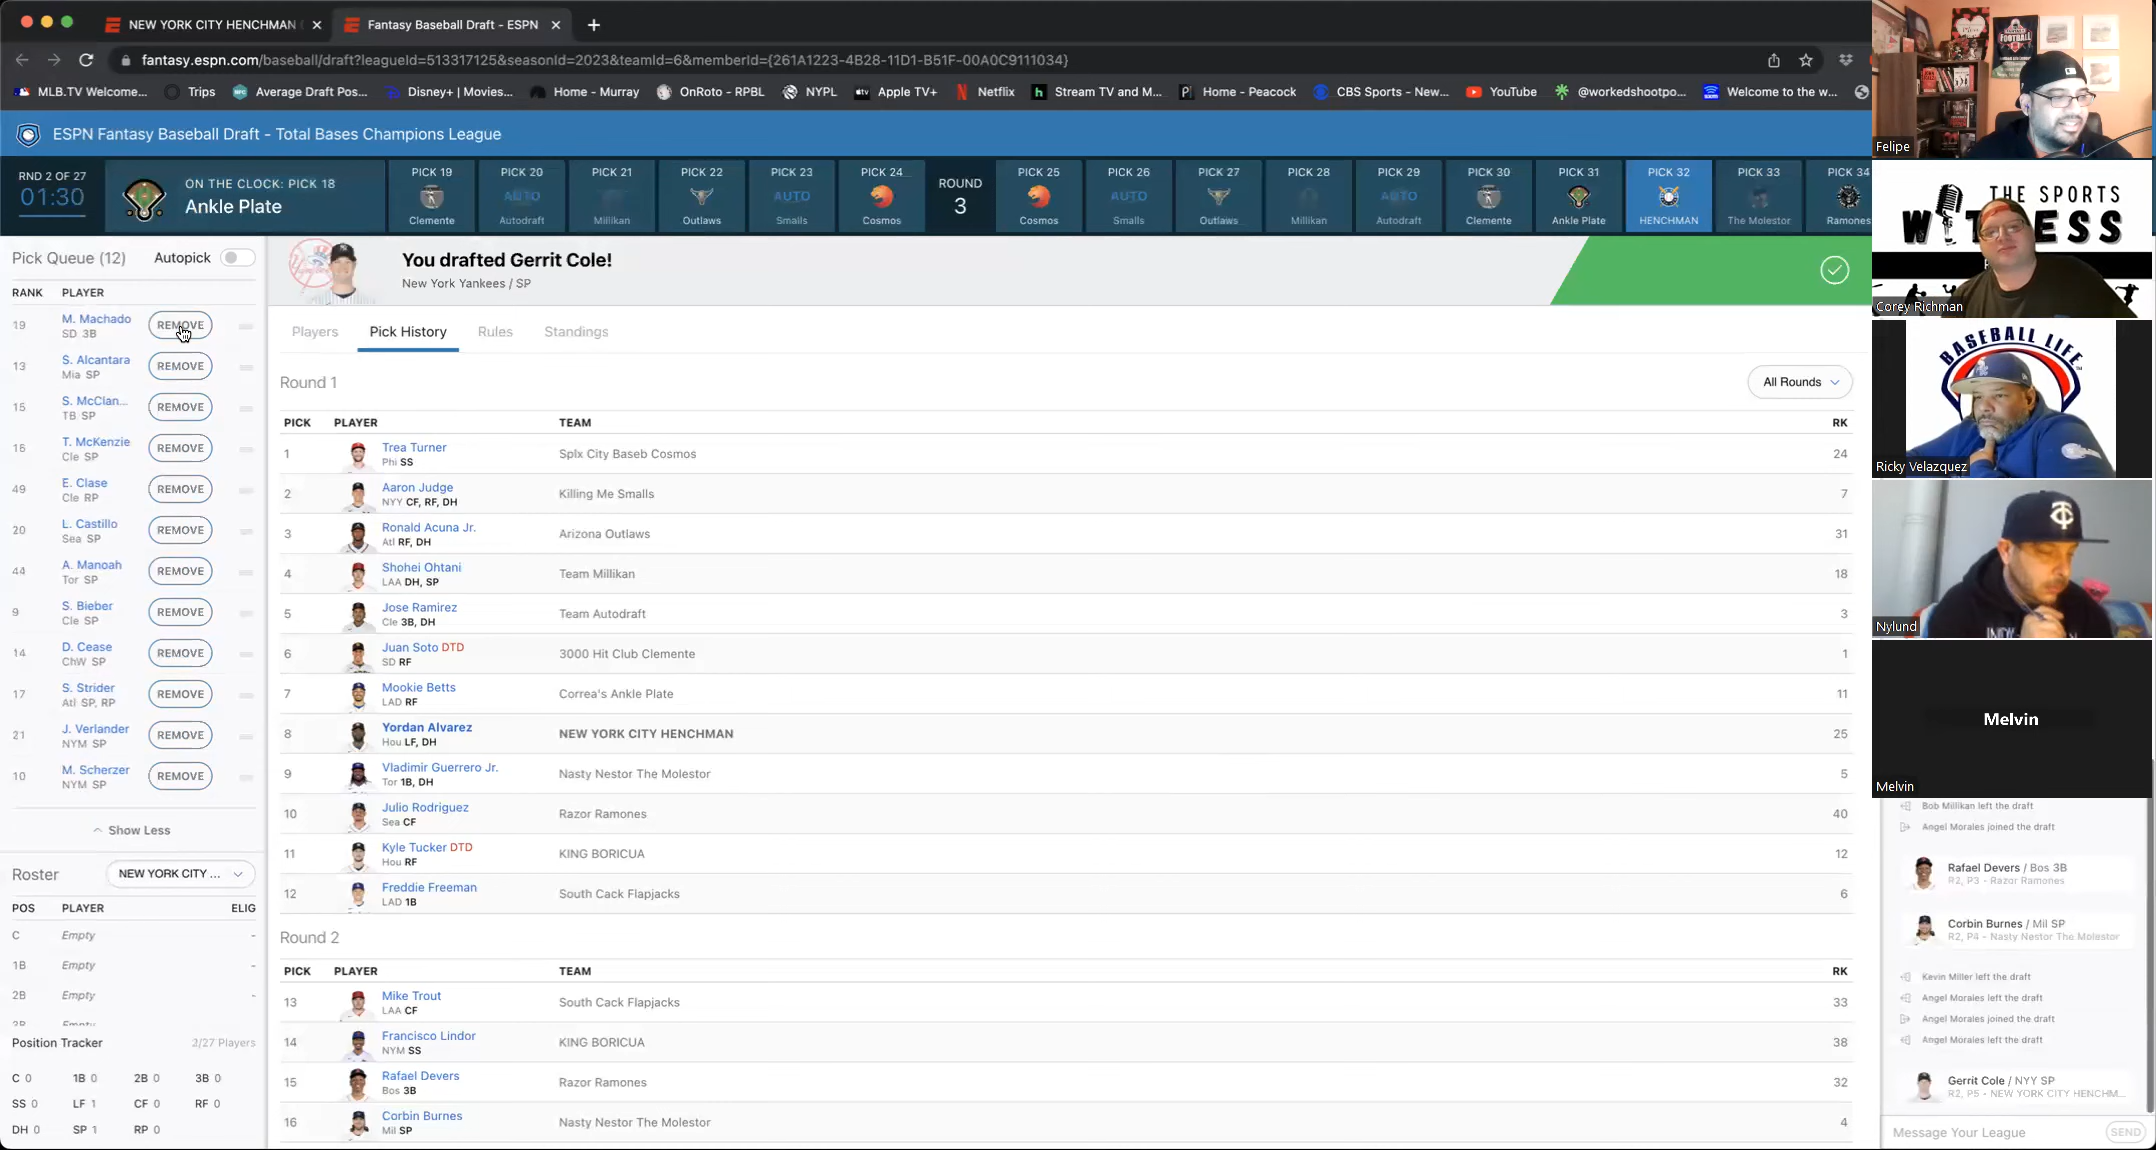 NEW YORK CITY HENCHMAN
Fantasy Baseball Draft - ESPN
fantasy.espn.com/baseball/draft?leagueId=513317125&seasonId=2023&teamId=6&memberId={261A1223-4B28-11D1-B51F-00A0C9111034}
MLB.TV Welcome... Trips Average Draft Pos... Disney+ | Movies... Home - Murray OnRoto - RPBL NYPL Apple TV+ Netflix Stream TV and M... Home - Peacock CBS Sports - New... YouTube @workedshootpo... Welcome to the w...
ESPN Fantasy Baseball Draft - Total Bases Champions League
RND 2 OF 27
01:30
ON THE CLOCK: PICK 18
Ankle Plate
PICK 19
Clemente
PICK 20
AUTO
Autodraft
PICK 21
Millikan
PICK 22
Outlaws
PICK 23
AUTO
Smalls
PICK 24
Cosmos
ROUND
3
PICK 25
Cosmos
PICK 26
AUTO
Smalls
PICK 27
Outlaws
PICK 28
Millikan
PICK 29
AUTO
Autodraft
PICK 30
Clemente
PICK 31
Ankle Plate
PICK 32
HENCHMAN
PICK 33
The Molestor
PICK 34
Ramones
Pick Queue (12) Autopick
RANK PLAYER
19 M. Machado REMOVE
SD 3B
13 S. Alcantara REMOVE
Mia SP
15 S. McClan... REMOVE
TB SP
16 T. McKenzie REMOVE
Cle SP
49 E. Clase REMOVE
Cle RP
20 L. Castillo REMOVE
Sea SP
44 A. Manoah REMOVE
Tor SP
9 S. Bieber REMOVE
Cle SP
14 D. Cease REMOVE
ChW SP
17 S. Strider REMOVE
Atl SP, RP
21 J. Verlander REMOVE
NYM SP
10 M. Scherzer REMOVE
NYM SP
Show Less
Roster NEW YORK CITY ...
POS PLAYER ELIG
C Empty -
1B Empty -
2B Empty -
3B Empty
Position Tracker 2/27 Players
C 0 1B 0 2B 0 3B 0
SS 0 LF 1 CF 0 RF 0
DH 0 SP 1 RP 0
You drafted Gerrit Cole!
New York Yankees / SP
Players Pick History Rules Standings
Round 1 All Rounds
PICK PLAYER TEAM RK
1 Trea Turner Splx City Baseb Cosmos 24
Phi SS
2 Aaron Judge Killing Me Smalls 7
NYY CF, RF, DH
3 Ronald Acuna Jr. Arizona Outlaws 31
Atl RF, DH
4 Shohei Ohtani Team Millikan 18
LAA DH, SP
5 Jose Ramirez Team Autodraft 3
Cle 3B, DH
6 Juan Soto DTD 3000 Hit Club Clemente 1
SD RF
7 Mookie Betts Correa's Ankle Plate 11
LAD RF
8 Yordan Alvarez NEW YORK CITY HENCHMAN 25
Hou LF, DH
9 Vladimir Guerrero Jr. Nasty Nestor The Molestor 5
Tor 1B, DH
10 Julio Rodriguez Razor Ramones 40
Sea CF
11 Kyle Tucker DTD KING BORICUA 12
Hou RF
12 Freddie Freeman South Cack Flapjacks 6
LAD 1B
Round 2
PICK PLAYER TEAM RK
13 Mike Trout South Cack Flapjacks 33
LAA CF
14 Francisco Lindor KING BORICUA 38
NYM SS
15 Rafael Devers Razor Ramones 32
Bos 3B
16 Corbin Burnes Nasty Nestor The Molestor 4
Mil SP
FOOTBALL
Felipe
THE SPORTS
WITNESS
Corey Richman
BASEBALL LIFE
Ricky Velazquez
TC
Nylund
Melvin
Melvin
Bob Millikan left the draft
Angel Morales joined the draft
Rafael Devers / Bos 3B
R2, P3 - Razor Ramones
Corbin Burnes / Mil SP
R2, P4 - Nasty Nestor The Molestor
Kevin Miller left the draft
Angel Morales left the draft
Angel Morales joined the draft
Angel Morales left the draft
Gerrit Cole / NYY SP
R2, P5 - NEW YORK CITY HENCHM...
Message Your League SEND